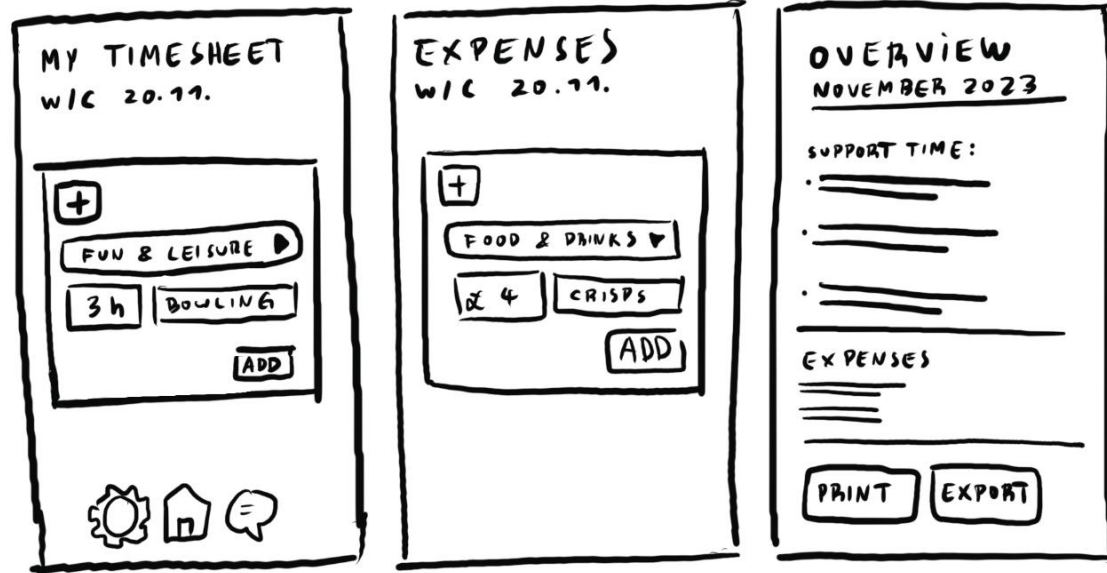 MY TIMESHEET
W/C 20.11.
+
FUN & LEISURE
3h BOWLING
ADD
EXPENSES
W/C 20.11.
+
FOOD & DRINKS
£ 4 CRISPS
ADD
OVERVIEW
NOVEMBER 2023
SUPPORT TIME:
EXPENSES
PRINT EXPORT